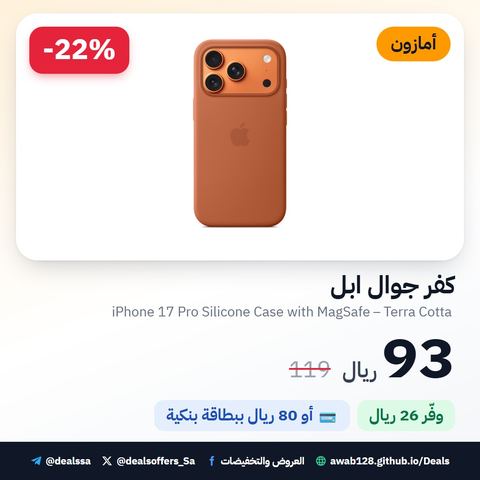 -22%
أمازون
كفر جوال ابل
iPhone 17 Pro Silicone Case with MagSafe – Terra Cotta
93 ريال 119
وفّر 26 ريال
أو 80 ريال ببطاقة بنكية
@dealssa @dealsoffers_Sa العروض والتخفيضات awab128.github.io/Deals